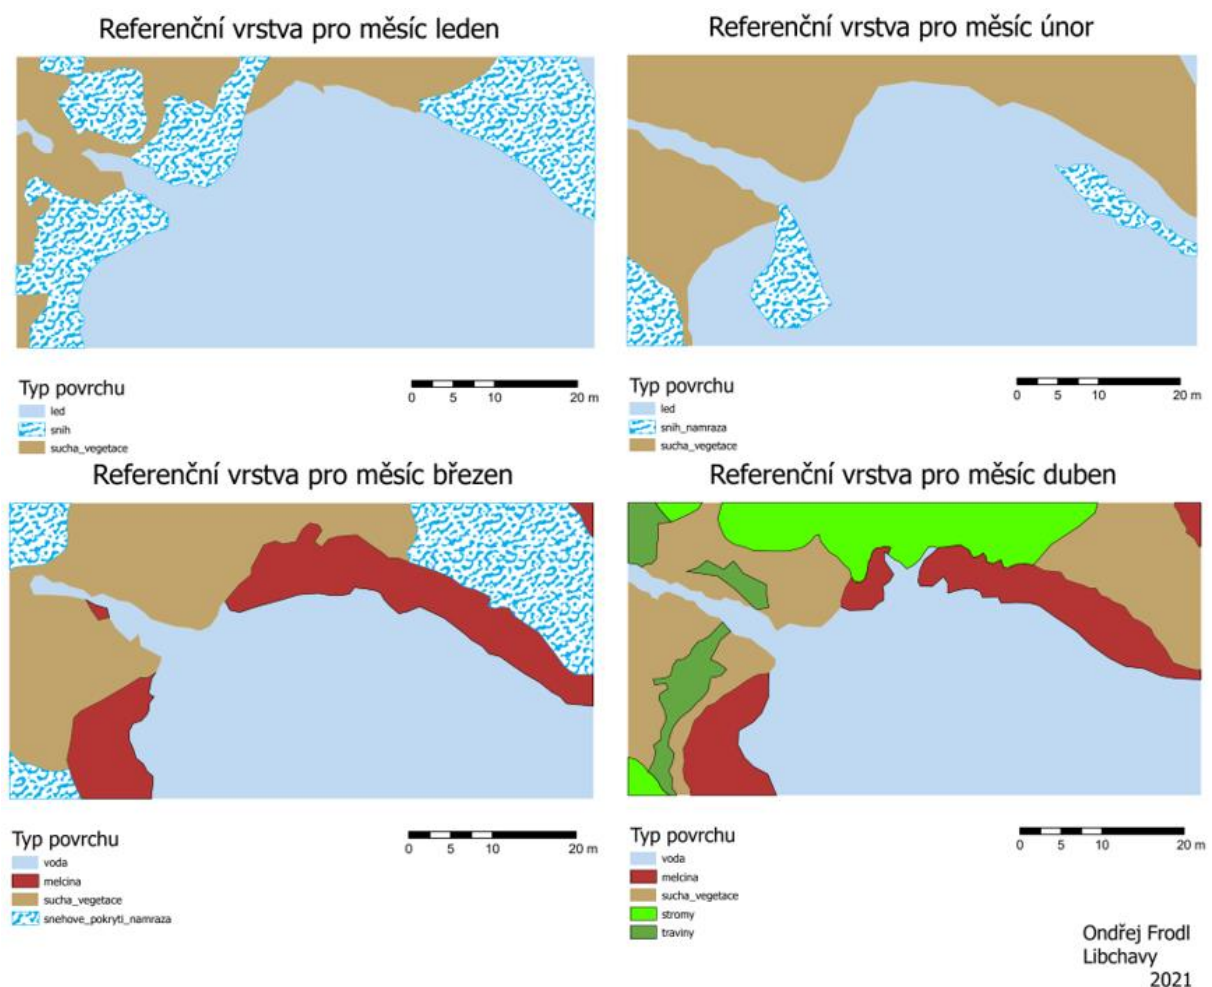 Referenční vrstva pro měsíc leden
Typ povrchu
0 5 10 20 m
led
snih
sucha_vegetace
Referenční vrstva pro měsíc únor
Typ povrchu
0 5 10 20 m
led
snih_namraza
sucha_vegetace
Referenční vrstva pro měsíc březen
Typ povrchu
0 5 10 20 m
voda
melcina
sucha_vegetace
snehove_pokryti_namraza
Referenční vrstva pro měsíc duben
Typ povrchu
0 5 10 20 m
voda
melcina
sucha_vegetace
stromy
traviny
Ondřej Frodl
Libchavy
2021